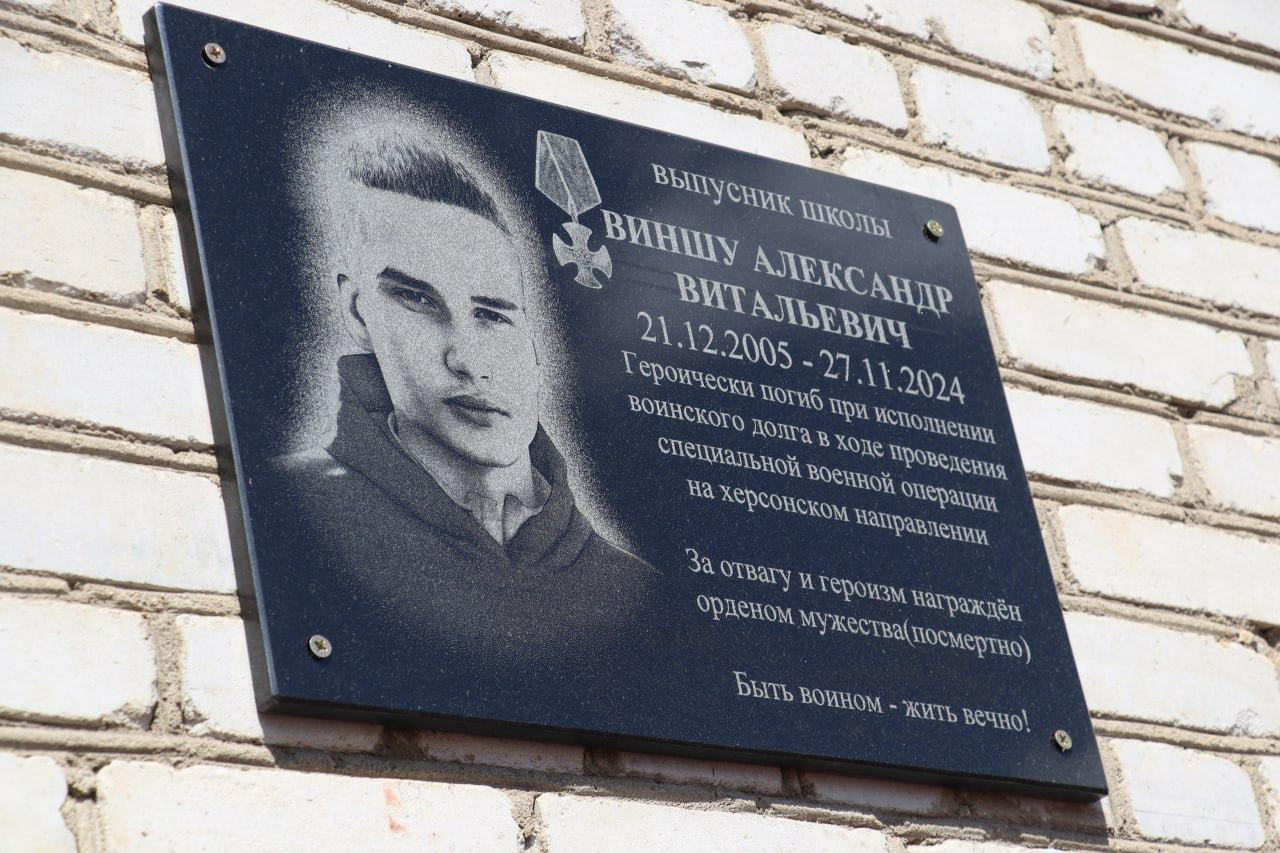 ВЫПУСНИК ШКОЛЫ
ВИНШУ АЛЕКСАНДР
ВИТАЛЬЕВИЧ
21.12.2005 - 27.11.2024
Героически погиб при исполнении
воинского долга в ходе проведения
специальной военной операции
на херсонском направлении
За отвагу и героизм награждён
орденом мужества(посмертно)
Быть воином - жить вечно!